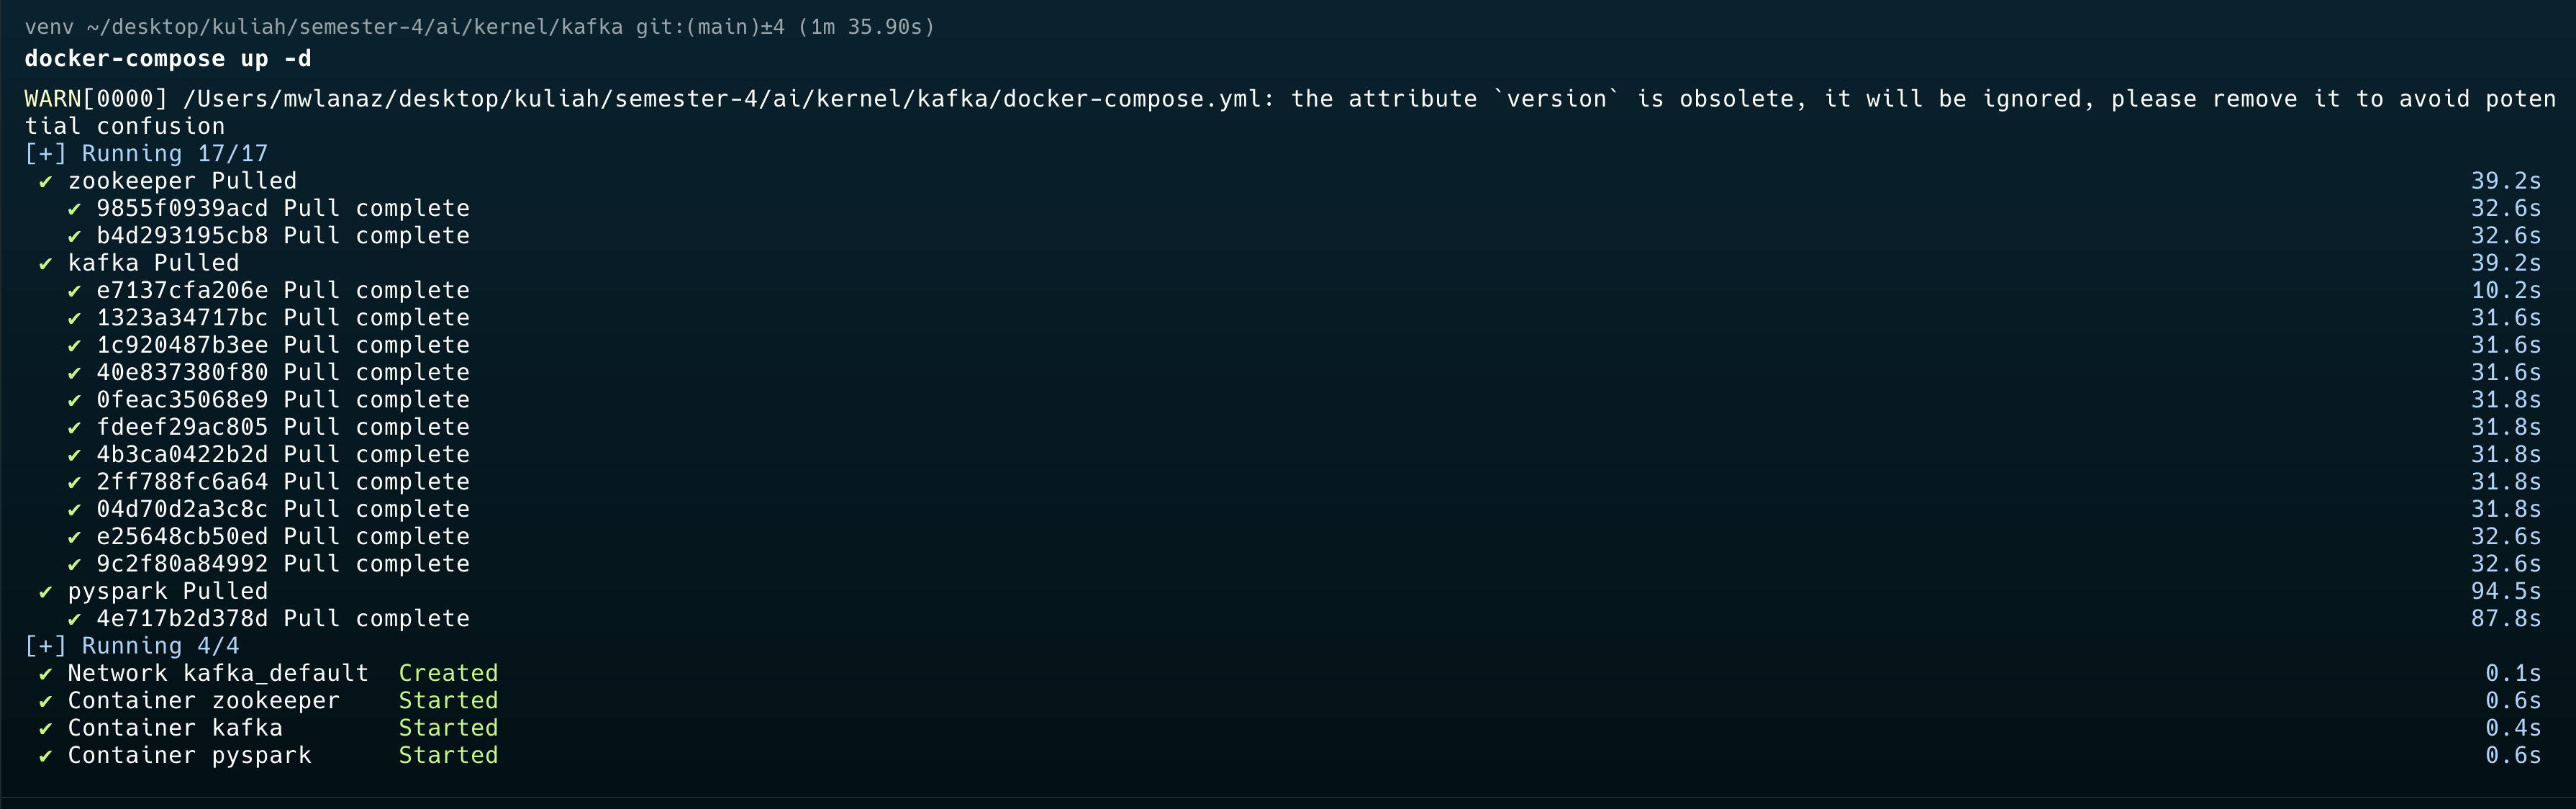 venv ~/desktop/kuliah/semester-4/ai/kernel/kafka git:(main)±4 (1m 35.90s)
docker-compose up -d
WARN[0000] /Users/mwlanaz/desktop/kuliah/semester-4/ai/kernel/kafka/docker-compose.yml: the attribute `version` is obsolete, it will be ignored, please remove it to avoid poten
tial confusion
[+] Running 17/17
✔ zookeeper Pulled 39.2s
✔ 9855f0939acd Pull complete 32.6s
✔ b4d293195cb8 Pull complete 32.6s
✔ kafka Pulled 39.2s
✔ e7137cfa206e Pull complete 10.2s
✔ 1323a34717bc Pull complete 31.6s
✔ 1c920487b3ee Pull complete 31.6s
✔ 40e837380f80 Pull complete 31.6s
✔ 0feac35068e9 Pull complete 31.8s
✔ fdeef29ac805 Pull complete 31.8s
✔ 4b3ca0422b2d Pull complete 31.8s
✔ 2ff788fc6a64 Pull complete 31.8s
✔ 04d70d2a3c8c Pull complete 31.8s
✔ e25648cb50ed Pull complete 32.6s
✔ 9c2f80a84992 Pull complete 32.6s
✔ pyspark Pulled 94.5s
✔ 4e717b2d378d Pull complete 87.8s
[+] Running 4/4
✔ Network kafka_default Created 0.1s
✔ Container zookeeper Started 0.6s
✔ Container kafka Started 0.4s
✔ Container pyspark Started 0.6s